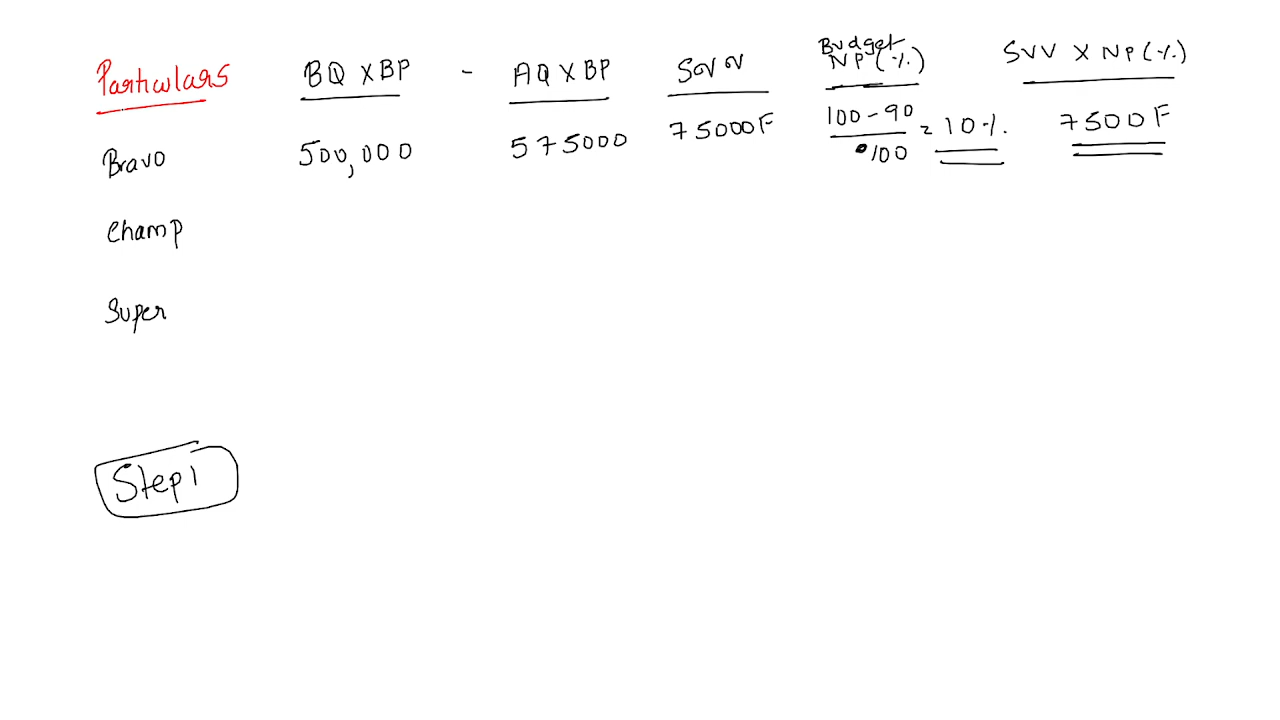 Particulars BQ x BP - AQ x BP SVV Budget NP (%) SVV x NP (%)
Bravo 500,000 575000 75000F 100 - 90 / 100 = 10%. 7500F
Champ
Super
Step 1